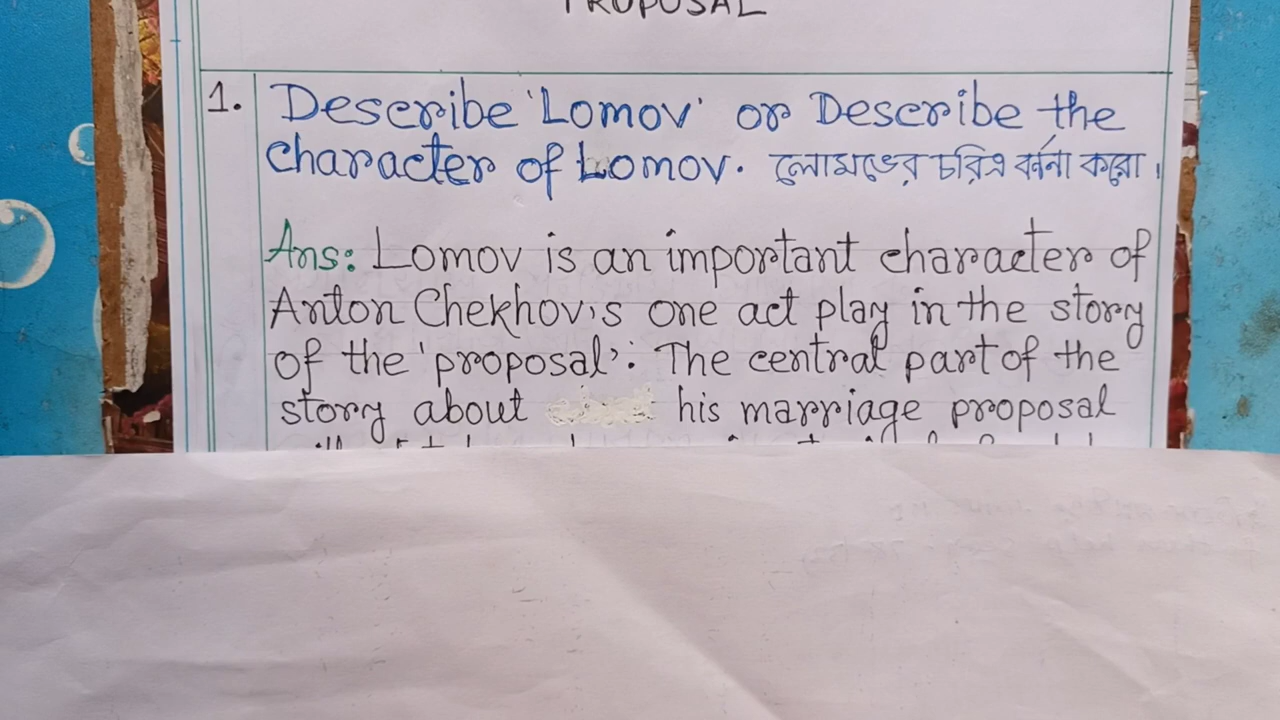 PROPOSAL
1. Describe 'Lomov' or Describe the
character of Lomov. লোমভের চরিত্র বর্ননা করো।
Ans: Lomov is an important character of
Anton Chekhov's one act play in the story
of the 'proposal': The central part of the
story about his marriage proposal